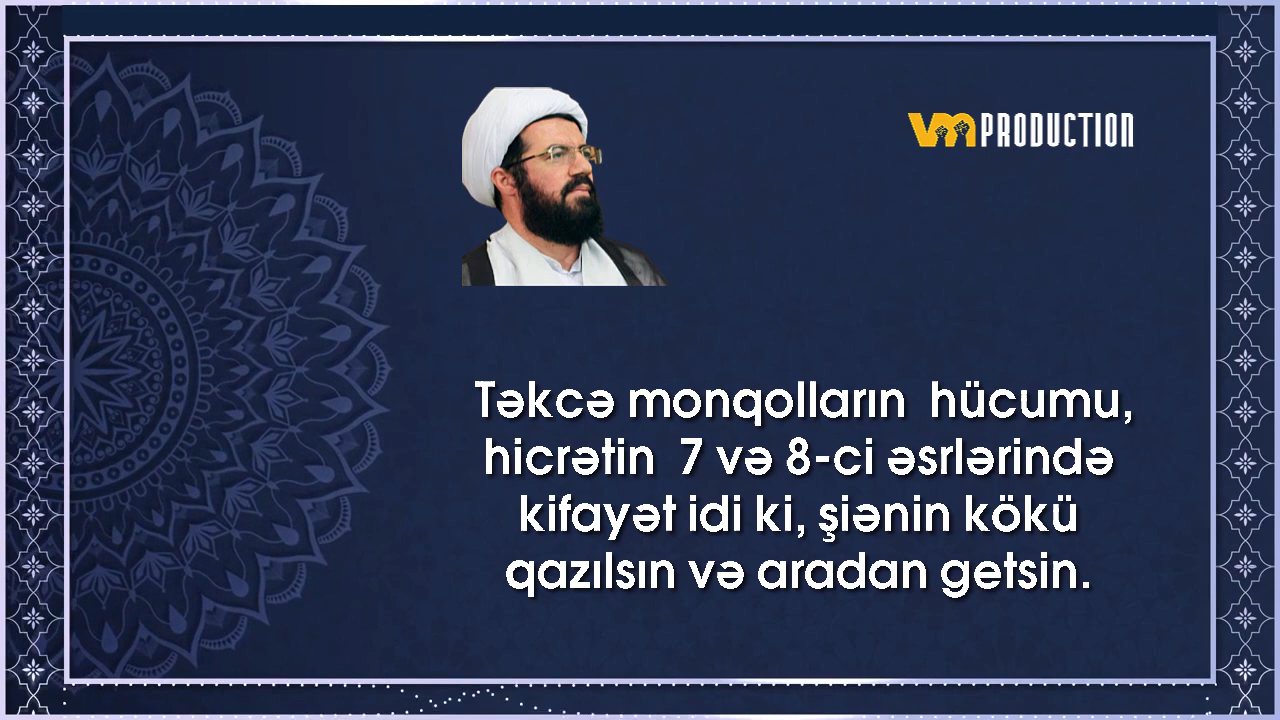 VM PRODUCTION
Təkcə monqolların hücumu,
hicrətin 7 və 8-ci əsrlərində
kifayət idi ki, şiənin kökü
qazılsın və aradan getsin.